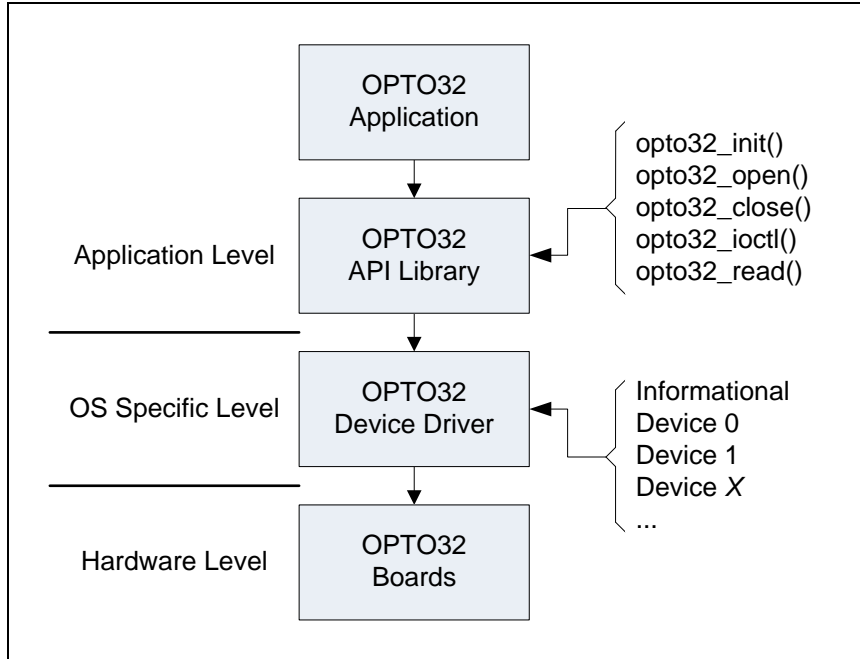 OPTO32
Application
opto32_init()
opto32_open()
opto32_close()
opto32_ioctl()
opto32_read()
Application Level
OPTO32
API Library
OS Specific Level
OPTO32
Device Driver
Informational
Device 0
Device 1
Device X
...
Hardware Level
OPTO32
Boards